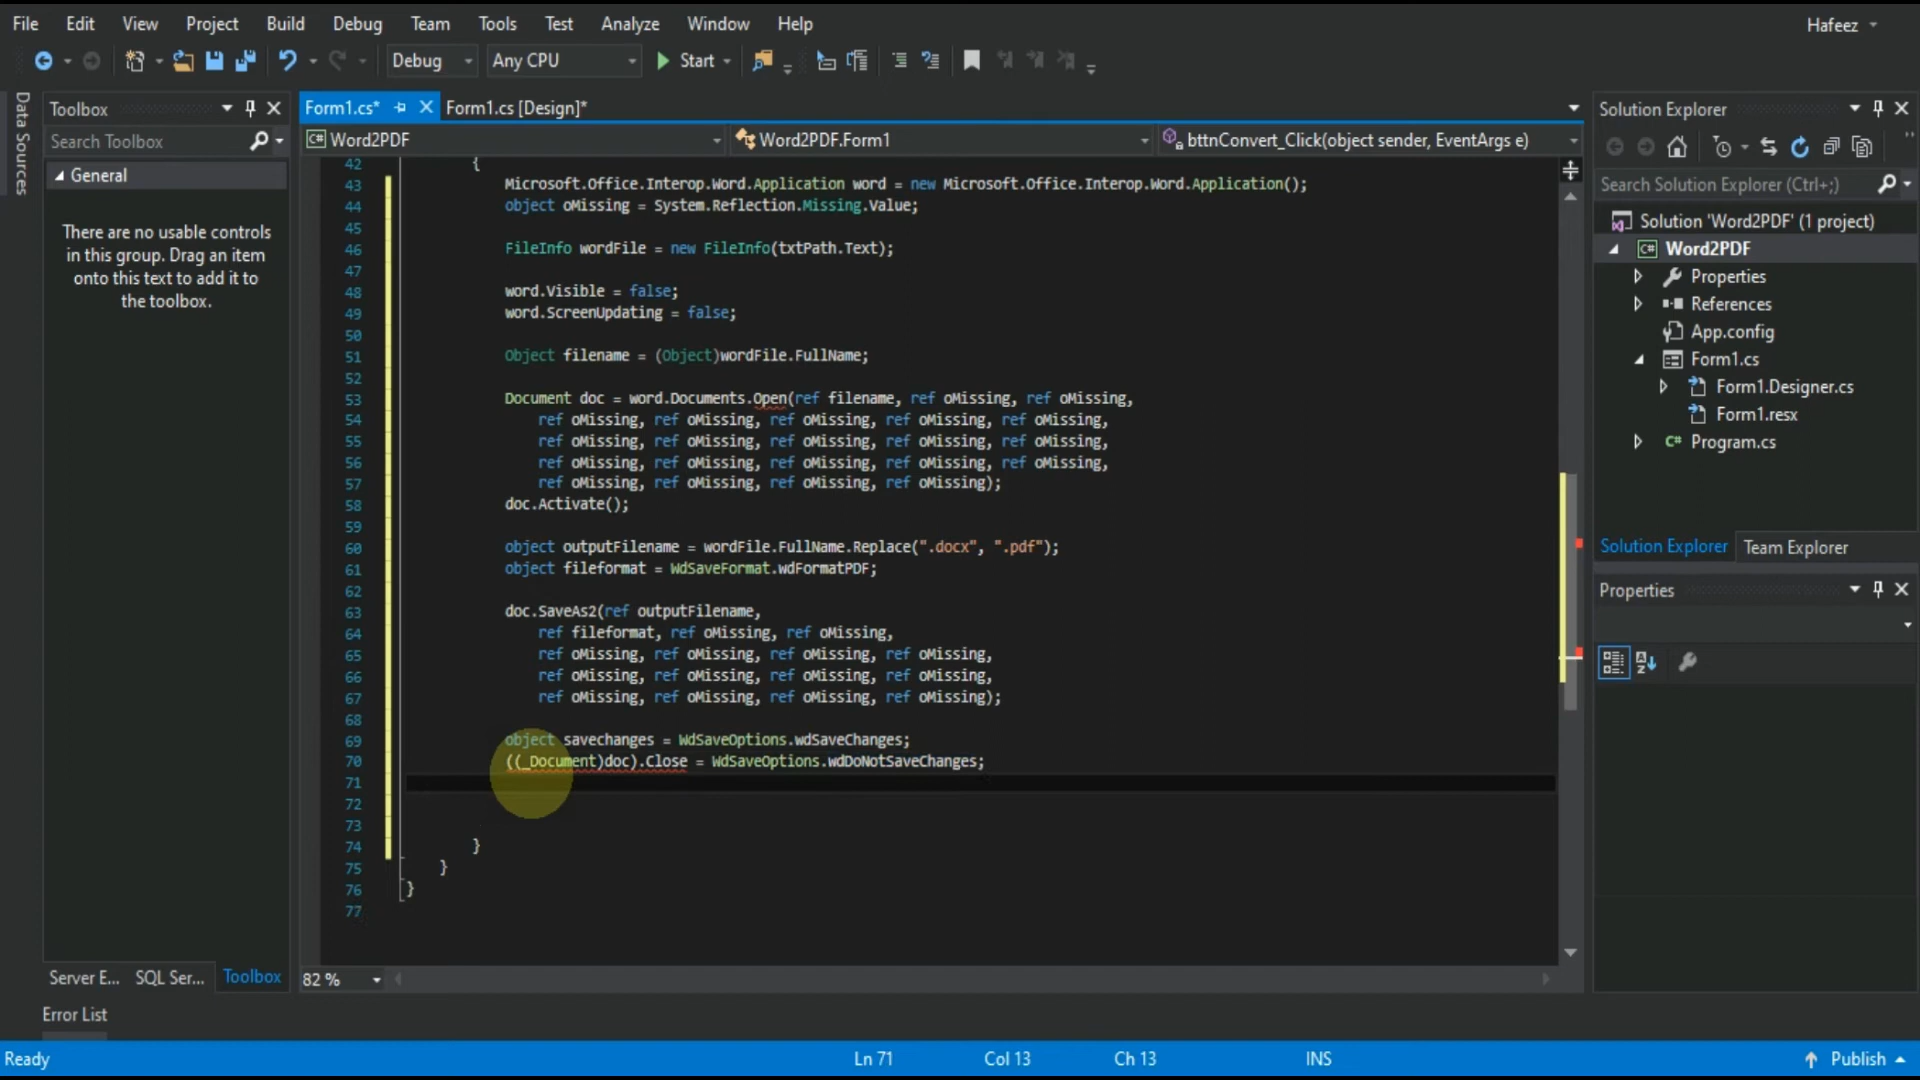 File Edit View Project Build Debug Team Tools Test Analyze Window Help Hafeez
Debug Any CPU Start
Data Sources
Toolbox
Search Toolbox
General
There are no usable controls
in this group. Drag an item
onto this text to add it to
the toolbox.
Server E... SQL Ser... Toolbox
Form1.cs* Form1.cs [Design]*
C# Word2PDF Word2PDF.Form1 bttnConvert_Click(object sender, EventArgs e)
42 {
43 Microsoft.Office.Interop.Word.Application word = new Microsoft.Office.Interop.Word.Application();
44 object oMissing = System.Reflection.Missing.Value;
45
46 FileInfo wordFile = new FileInfo(txtPath.Text);
47
48 word.Visible = false;
49 word.ScreenUpdating = false;
50
51 Object filename = (Object)wordFile.FullName;
52
53 Document doc = word.Documents.Open(ref filename, ref oMissing, ref oMissing,
54 ref oMissing, ref oMissing, ref oMissing, ref oMissing, ref oMissing,
55 ref oMissing, ref oMissing, ref oMissing, ref oMissing, ref oMissing,
56 ref oMissing, ref oMissing, ref oMissing, ref oMissing, ref oMissing,
57 ref oMissing, ref oMissing, ref oMissing, ref oMissing);
58 doc.Activate();
59
60 object outputFilename = wordFile.FullName.Replace(".docx", ".pdf");
61 object fileformat = WdSaveFormat.wdFormatPDF;
62
63 doc.SaveAs2(ref outputFilename,
64 ref fileformat, ref oMissing, ref oMissing,
65 ref oMissing, ref oMissing, ref oMissing, ref oMissing,
66 ref oMissing, ref oMissing, ref oMissing, ref oMissing,
67 ref oMissing, ref oMissing, ref oMissing, ref oMissing);
68
69 object savechanges = WdSaveOptions.wdSaveChanges;
70 ((_Document)doc).Close = WdSaveOptions.wdDoNotSaveChanges;
71
72
73
74 }
75 }
76 }
77
82 %
Solution Explorer
Search Solution Explorer (Ctrl+;)
Solution 'Word2PDF' (1 project)
C# Word2PDF
Properties
References
App.config
Form1.cs
Form1.Designer.cs
Form1.resx
C# Program.cs
Solution Explorer Team Explorer
Properties
Error List
Ready Ln 71 Col 13 Ch 13 INS Publish